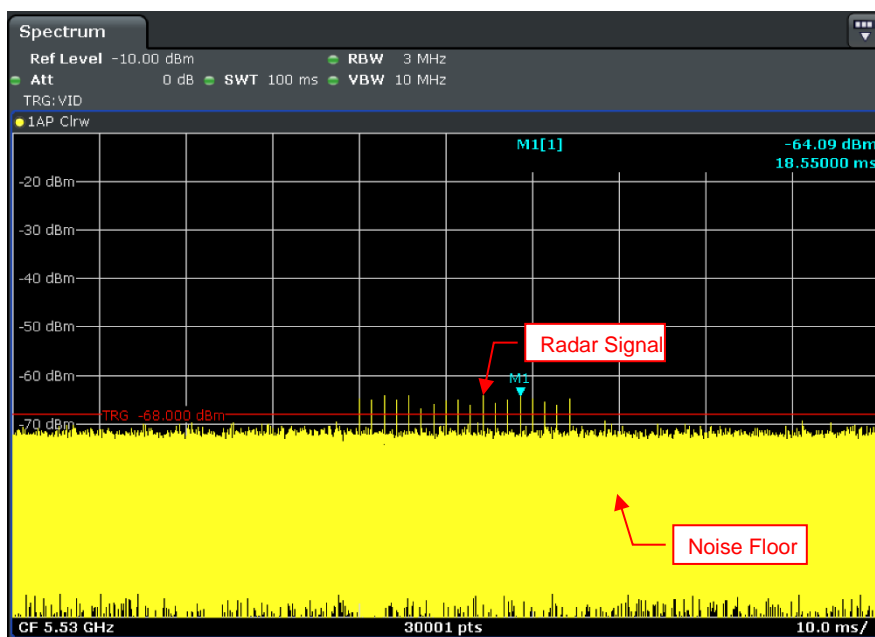 Spectrum
Ref Level -10.00 dBm RBW 3 MHz
Att 0 dB SWT 100 ms VBW 10 MHz
TRG:VID
1AP Clrw
M1[1] -64.09 dBm
18.55000 ms
-20 dBm
-30 dBm
-40 dBm
-50 dBm
Radar Signal
-60 dBm
M1
TRG -68.000 dBm
-70 dBm
Noise Floor
CF 5.53 GHz 30001 pts 10.0 ms/